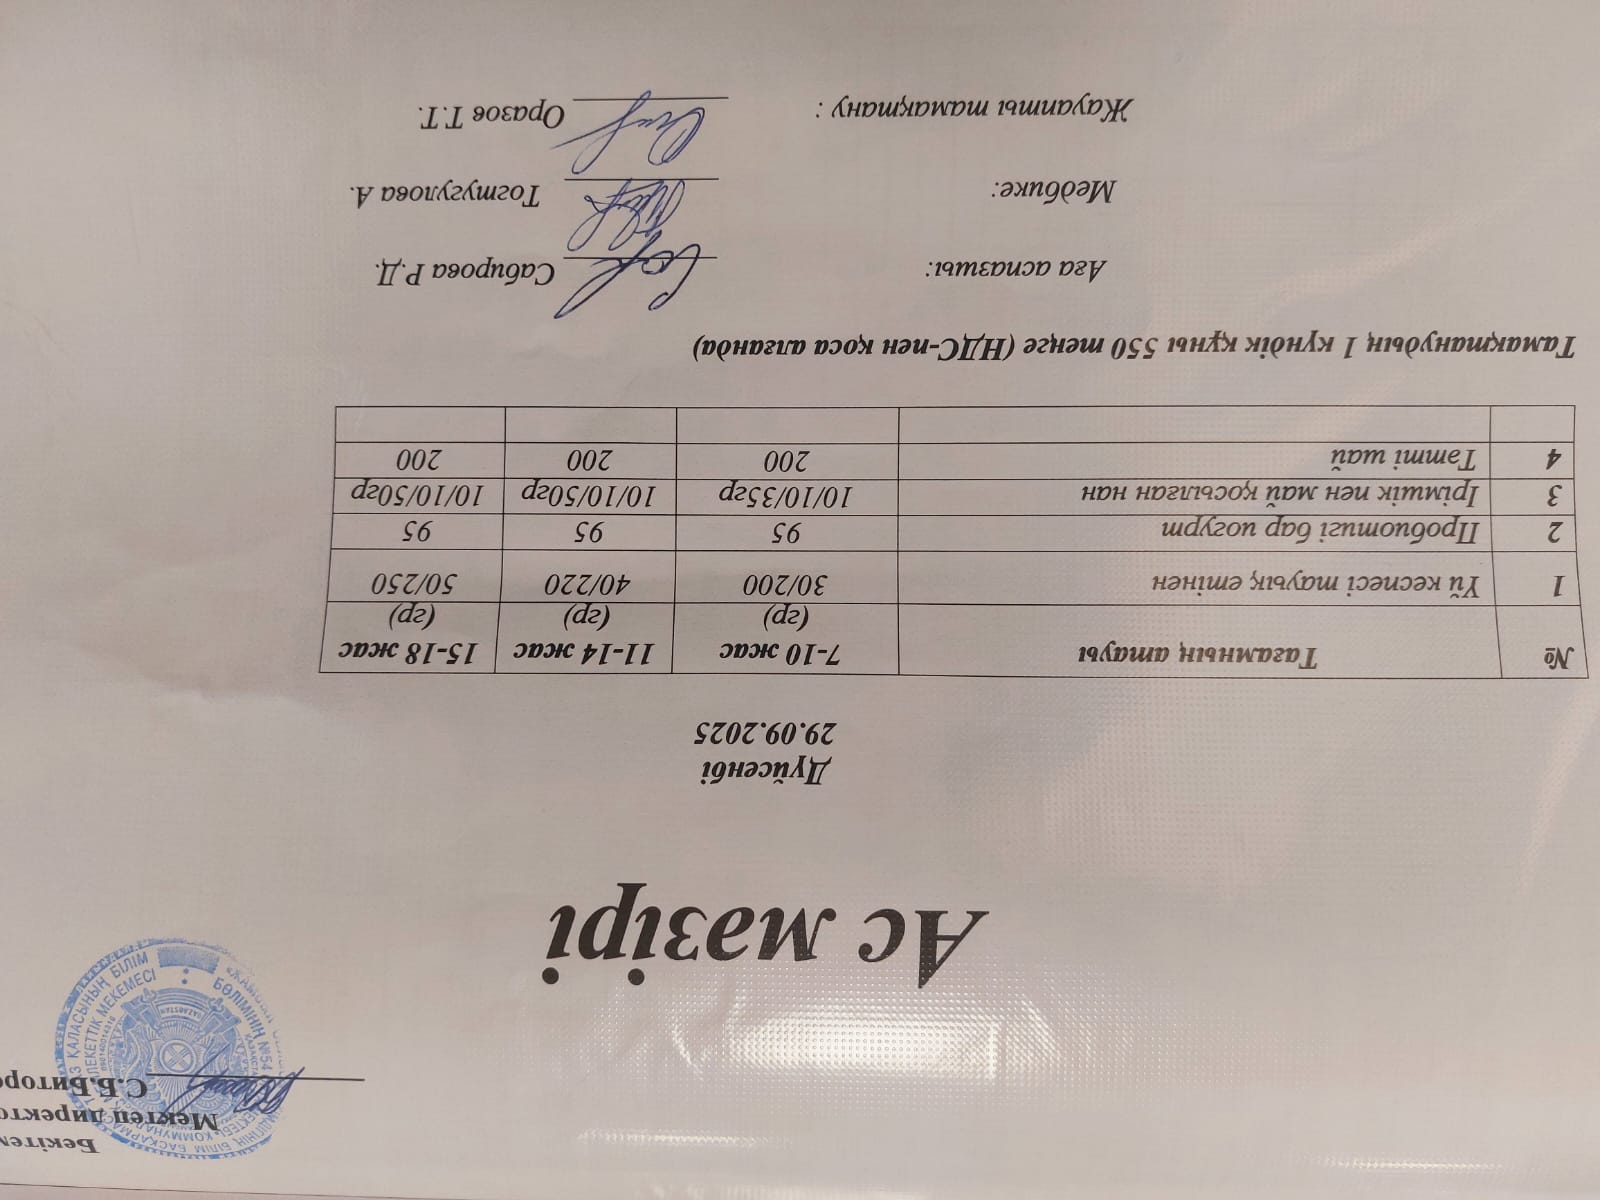 Бекітем
Мектеп директо
С.Б.Биторо
Ас мәзірі
Дүйсенбі
29.09.2025
№ Тағамның атауы 7-10 жас (гр) 11-14 жас (гр) 15-18 жас (гр)
1 Үй кеспесі тауық етінен 30/200 40/220 50/250
2 Пробиотигі бар иогурт 95 95 95
3 Ірімшік пен май қосылған нан 10/10/35гр 10/10/50гр 10/10/50гр
4 Тәтті шай 200 200 200
Тамақтанудың 1 күндік құны 550 теңге (НДС-пен қоса алғанда)
Аға аспазшы: Сабирова Р.Д.
Медбике: Тогтугулова А.
Жауапты тамақтану : Оразов Т.Т.